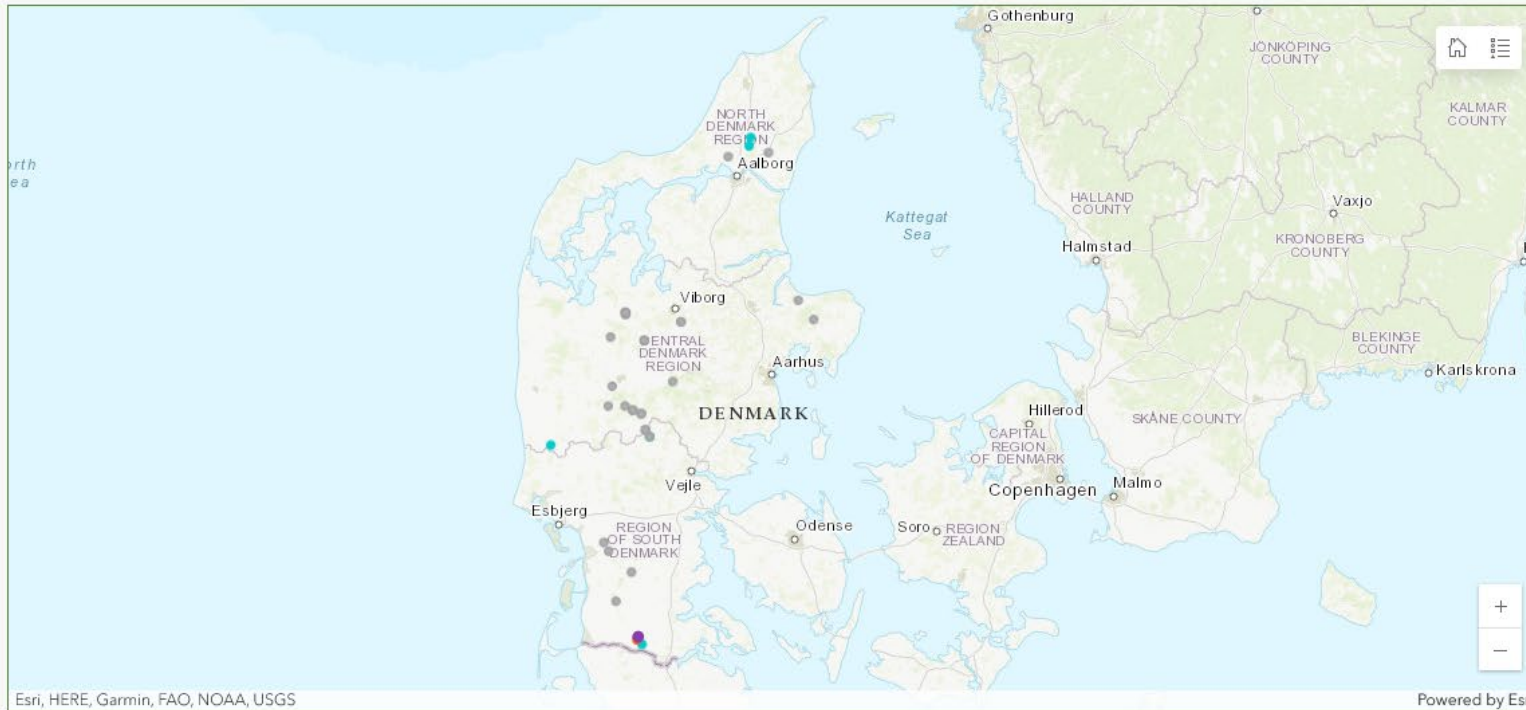 Gothenburg
JÖNKÖPING
COUNTY
KALMAR
COUNTY
NORTH
DENMARK
REGION
Aalborg
orth
ea
HALLAND
COUNTY
Vaxjo
Kattegat
Sea
KRONOBERG
COUNTY
Halmstad
Viborg
BLEKINGE
COUNTY
ENTRAL
DENMARK
REGION
Aarhus
Karlskrona
DENMARK
Hillerod
SKÅNE COUNTY
CAPITAL
REGION
OF DENMARK
Vejle
Copenhagen
Malmo
Esbjerg
REGION
OF SOUTH
DENMARK
Odense
Soro
REGION
ZEALAND
+
−
Esri, HERE, Garmin, FAO, NOAA, USGS
Powered by Es